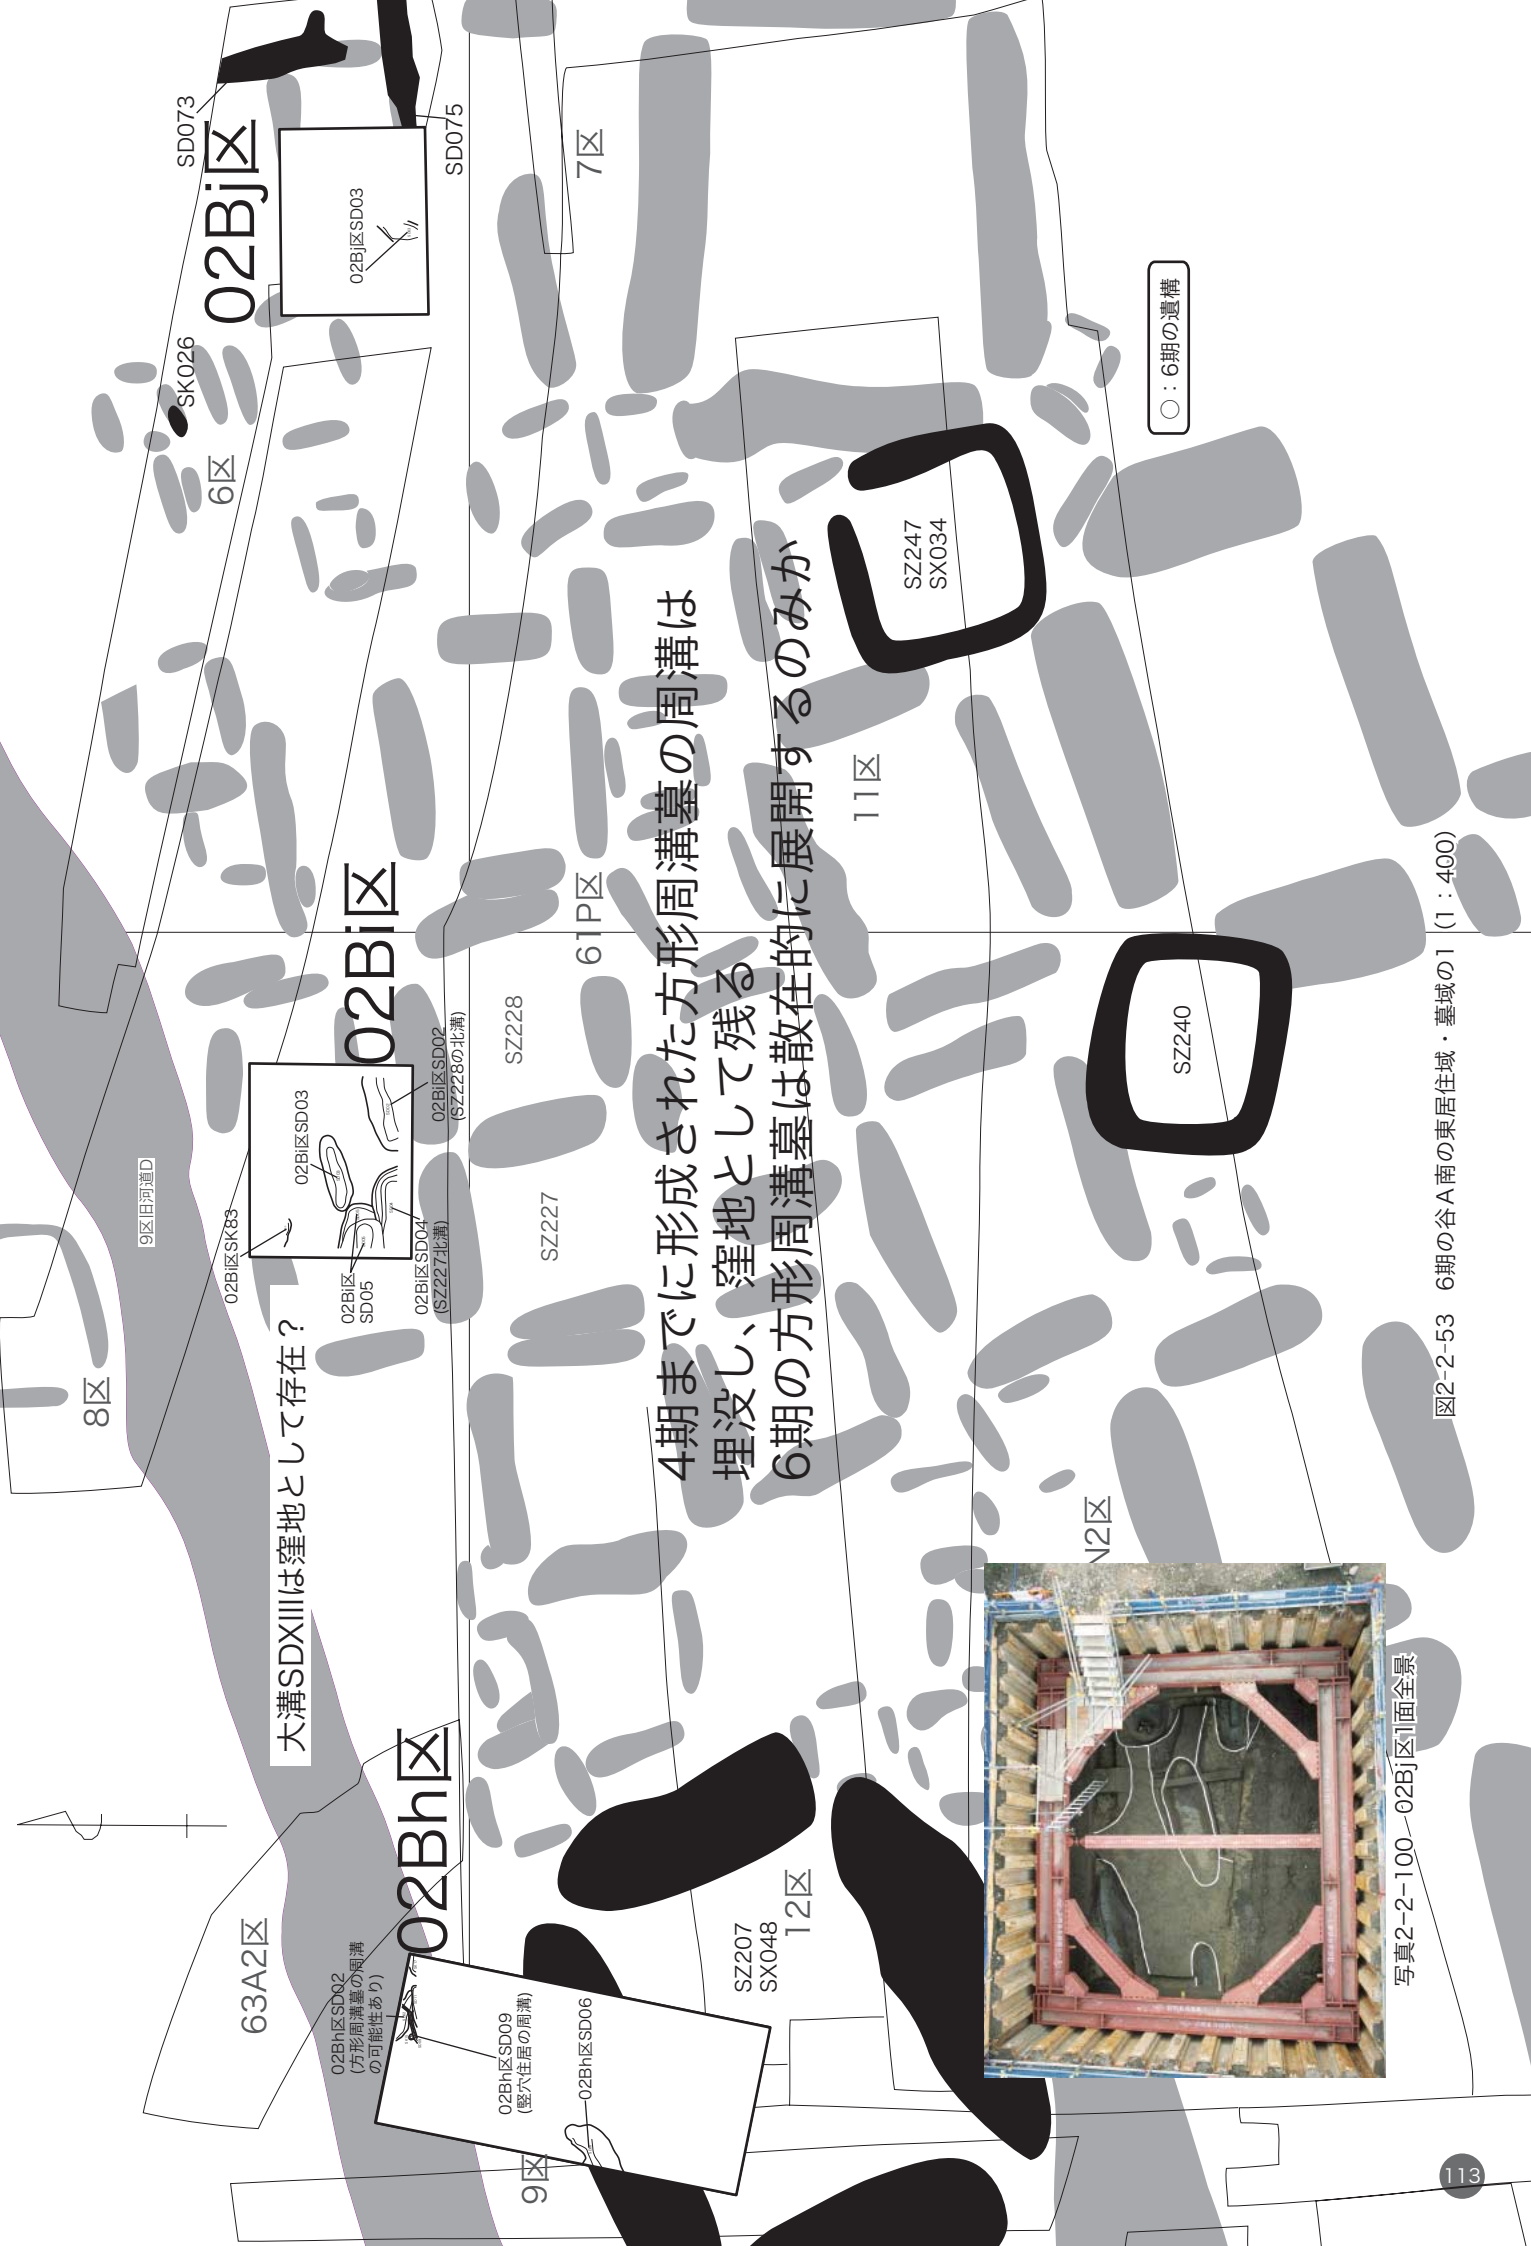 SD073
02Bj区
SD075
02Bj区SD03
7区
SK026
6区
○：6期の遺構
SZ247
SX034
11区
02Bi区
61P区
SZ228
02Bi区SD02
(SZ228の北溝)
02Bi区SD03
9区旧河道D
02Bi区SK83
02Bi区
SD05
02Bi区SD04
(SZ227北溝)
SZ227
SZ240
8区
大溝SDXIIIは窪地として存在？
4期までに形成された方形周溝墓の周溝は
埋没し、窪地として残る
6期の方形周溝墓は散在的に展開するのみか
N2区
02Bh区
63A2区
02Bh区SD02
(方形周溝墓の周溝
の可能性あり)
02Bh区SD09
(竪穴住居の周溝)
02Bh区SD06
9区
SZ207
SX048
12区
写真2-2-100　02Bj区1面全景
図2-2-53　6期の谷A南の東居住域・墓域の1（1：400）
113